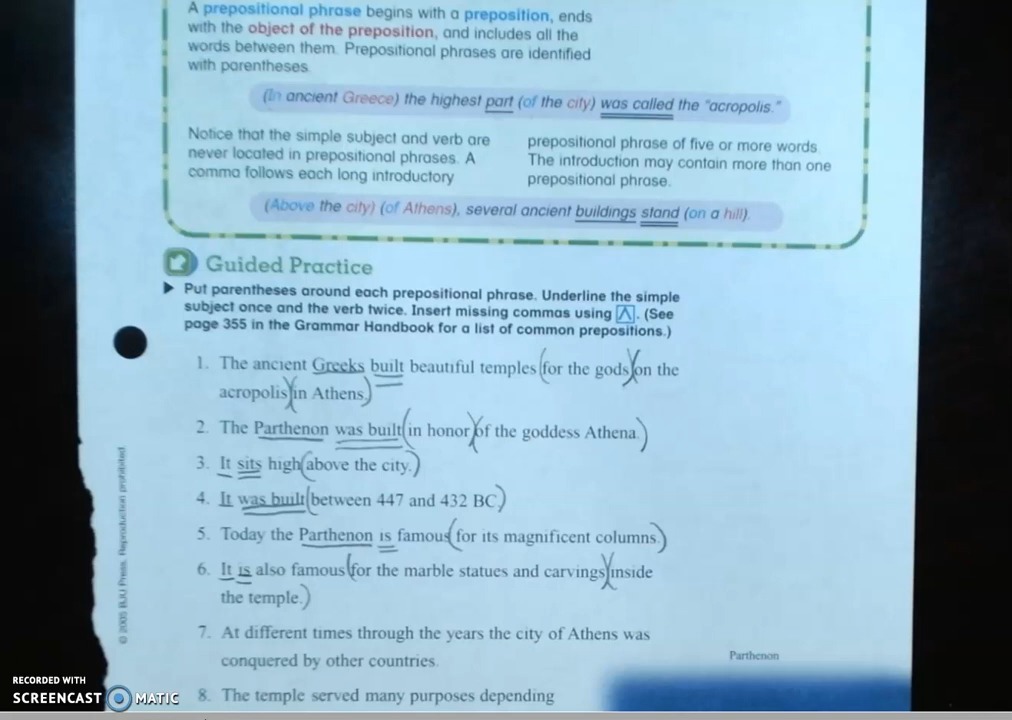 A prepositional phrase begins with a preposition, ends
with the object of the preposition, and includes all the
words between them. Prepositional phrases are identified
with parentheses.
(In ancient Greece) the highest part (of the city) was called the "acropolis."
Notice that the simple subject and verb are
never located in prepositional phrases. A
comma follows each long introductory
prepositional phrase of five or more words.
The introduction may contain more than one
prepositional phrase.
(Above the city) (of Athens), several ancient buildings stand (on a hill).
Guided Practice
Put parentheses around each prepositional phrase. Underline the simple
subject once and the verb twice. Insert missing commas using ⋀. (See
page 355 in the Grammar Handbook for a list of common prepositions.)
1. The ancient Greeks built beautiful temples (for the gods)(on the
acropolis)(in Athens.)
2. The Parthenon was built (in honor)(of the goddess Athena.)
3. It sits high (above the city.)
4. It was built (between 447 and 432 BC.)
5. Today the Parthenon is famous (for its magnificent columns.)
6. It is also famous (for the marble statues and carvings)(inside
the temple.)
7. At different times through the years the city of Athens was
conquered by other countries.
Parthenon
8. The temple served many purposes depending
© 2005 BJU Press. Reproduction prohibited.
RECORDED WITH
SCREENCAST MATIC